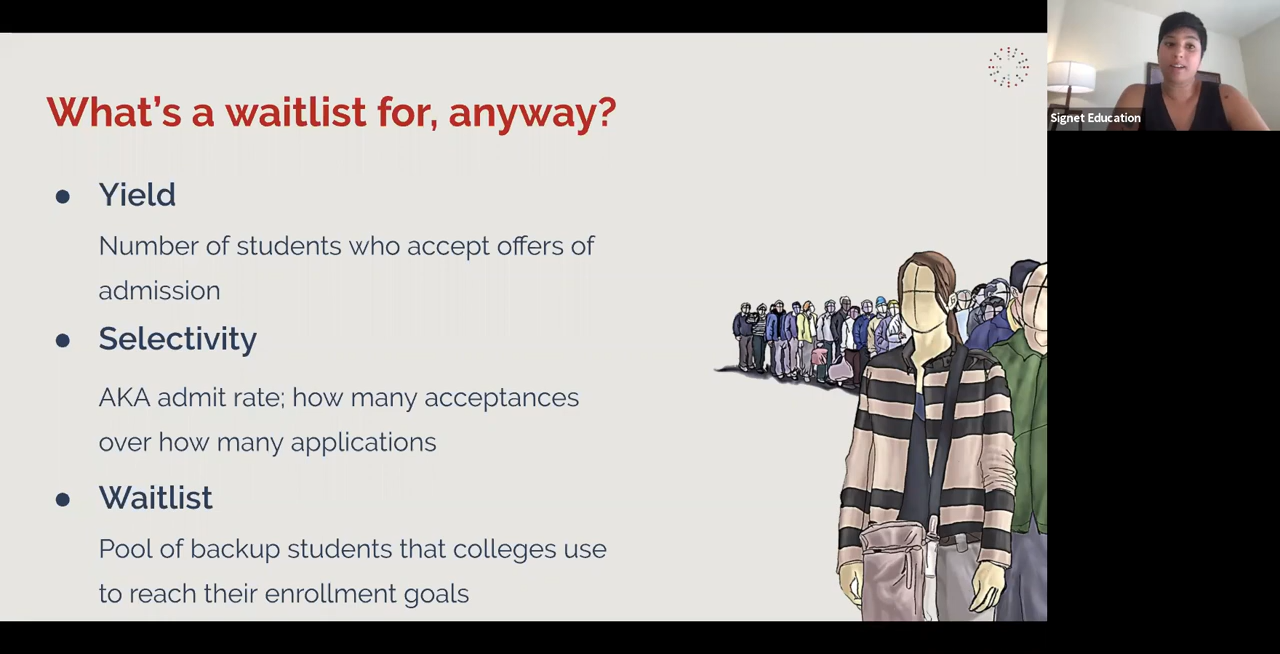 What's a waitlist for, anyway?
● Yield
Number of students who accept offers of
admission
● Selectivity
AKA admit rate; how many acceptances
over how many applications
● Waitlist
Pool of backup students that colleges use
to reach their enrollment goals
Signet Education